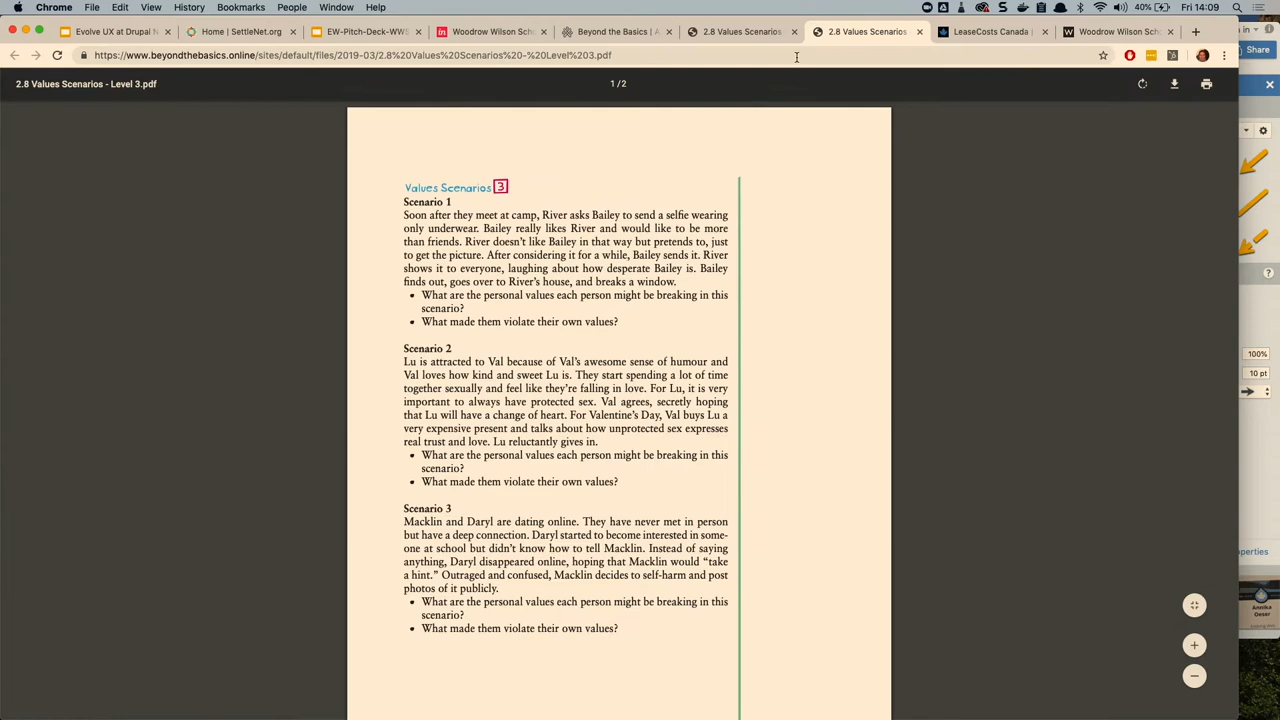 Chrome File Edit View History Bookmarks People Window Help 40% Fri 14:09
Evolve UX at Drupal N Home | SettleNet.org EW-Pitch-Deck-WWS Woodrow Wilson Scho Beyond the Basics | A 2.8 Values Scenarios 2.8 Values Scenarios LeaseCosts Canada | Woodrow Wilson Scho
https://www.beyondthebasics.online/sites/default/files/2019-03/2.8%20Values%20Scenarios%20-%20Level%203.pdf
Share
2.8 Values Scenarios - Level 3.pdf 1 / 2
Values Scenarios 3
Scenario 1
Soon after they meet at camp, River asks Bailey to send a selfie wearing
only underwear. Bailey really likes River and would like to be more
than friends. River doesn't like Bailey in that way but pretends to, just
to get the picture. After considering it for a while, Bailey sends it. River
shows it to everyone, laughing about how desperate Bailey is. Bailey
finds out, goes over to River's house, and breaks a window.
• What are the personal values each person might be breaking in this
scenario?
• What made them violate their own values?
Scenario 2
Lu is attracted to Val because of Val's awesome sense of humour and
Val loves how kind and sweet Lu is. They start spending a lot of time
together sexually and feel like they're falling in love. For Lu, it is very
important to always have protected sex. Val agrees, secretly hoping
that Lu will have a change of heart. For Valentine's Day, Val buys Lu a
very expensive present and talks about how unprotected sex expresses
real trust and love. Lu reluctantly gives in.
• What are the personal values each person might be breaking in this
scenario?
• What made them violate their own values?
Scenario 3
Macklin and Daryl are dating online. They have never met in person
but have a deep connection. Daryl started to become interested in some-
one at school but didn't know how to tell Macklin. Instead of saying
anything, Daryl disappeared online, hoping that Macklin would "take
a hint." Outraged and confused, Macklin decides to self-harm and post
photos of it publicly.
• What are the personal values each person might be breaking in this
scenario?
• What made them violate their own values?
100%
10 pt
operties
Annika
Oeser